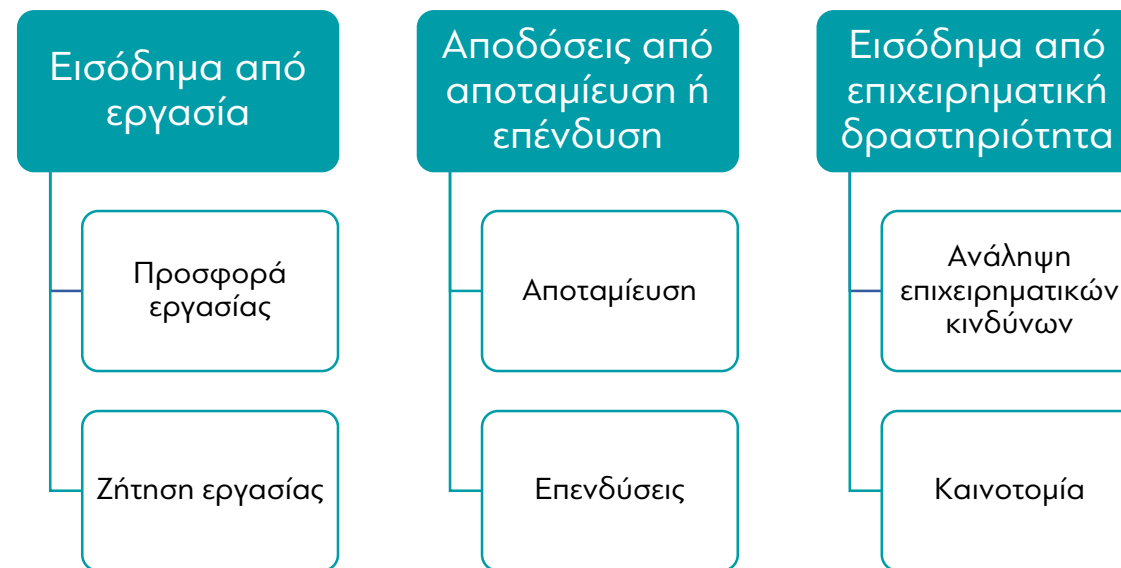 Εισόδημα από
εργασία
Προσφορά
εργασίας
Ζήτηση εργασίας
Αποδόσεις από
αποταμίευση ή
επένδυση
Αποταμίευση
Επενδύσεις
Εισόδημα από
επιχειρηματική
δραστηριότητα
Ανάληψη
επιχειρηματικών
κινδύνων
Καινοτομία